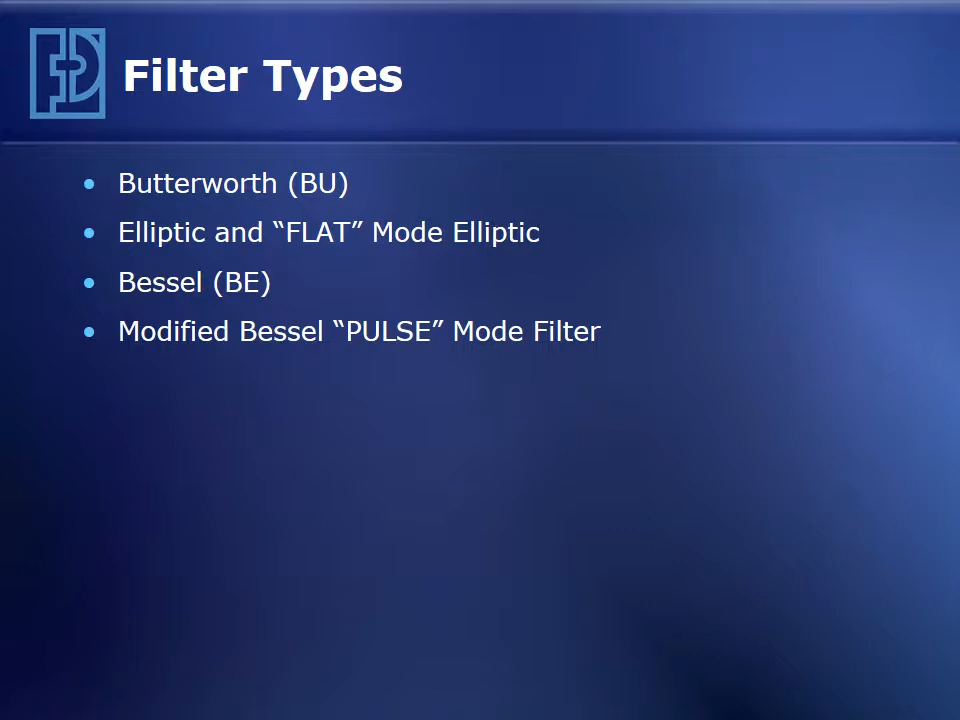 Filter Types
• Butterworth (BU)
• Elliptic and “FLAT” Mode Elliptic
• Bessel (BE)
• Modified Bessel “PULSE” Mode Filter